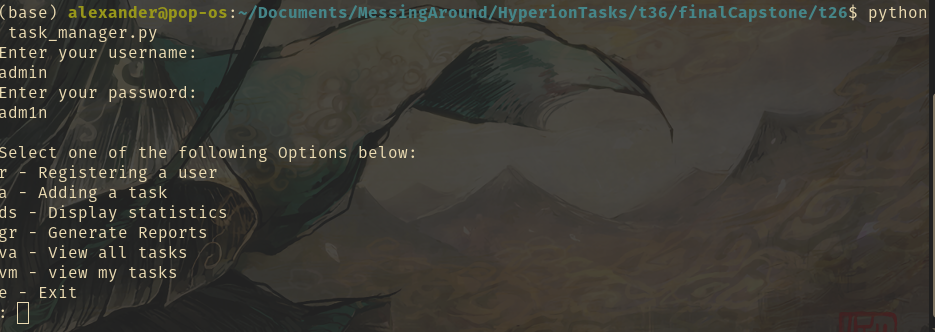 (base) alexander@pop-os:~/Documents/MessingAround/HyperionTasks/t36/finalCapstone/t26$ python
 task_manager.py
Enter your username:
admin
Enter your password:
adm1n

Select one of the following Options below:
r - Registering a user
a - Adding a task
ds - Display statistics
gr - Generate Reports
va - View all tasks
vm - view my tasks
e - Exit
: